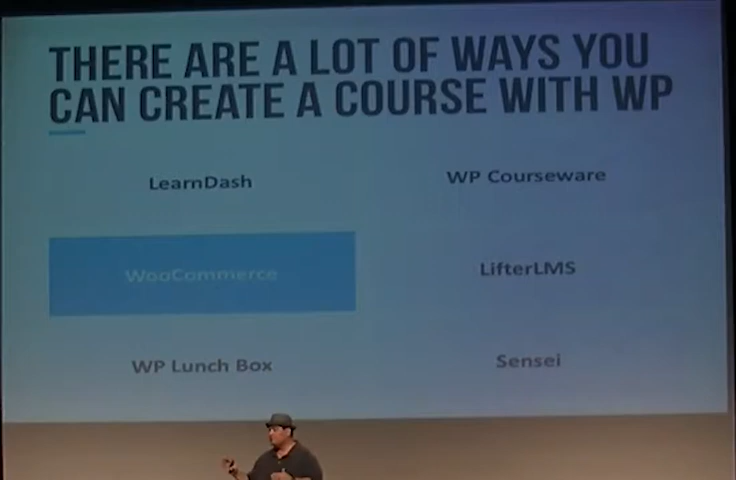 THERE ARE A LOT OF WAYS YOU
CAN CREATE A COURSE WITH WP
LearnDash
WP Courseware
WooCommerce
LifterLMS
WP Lunch Box
Sensei